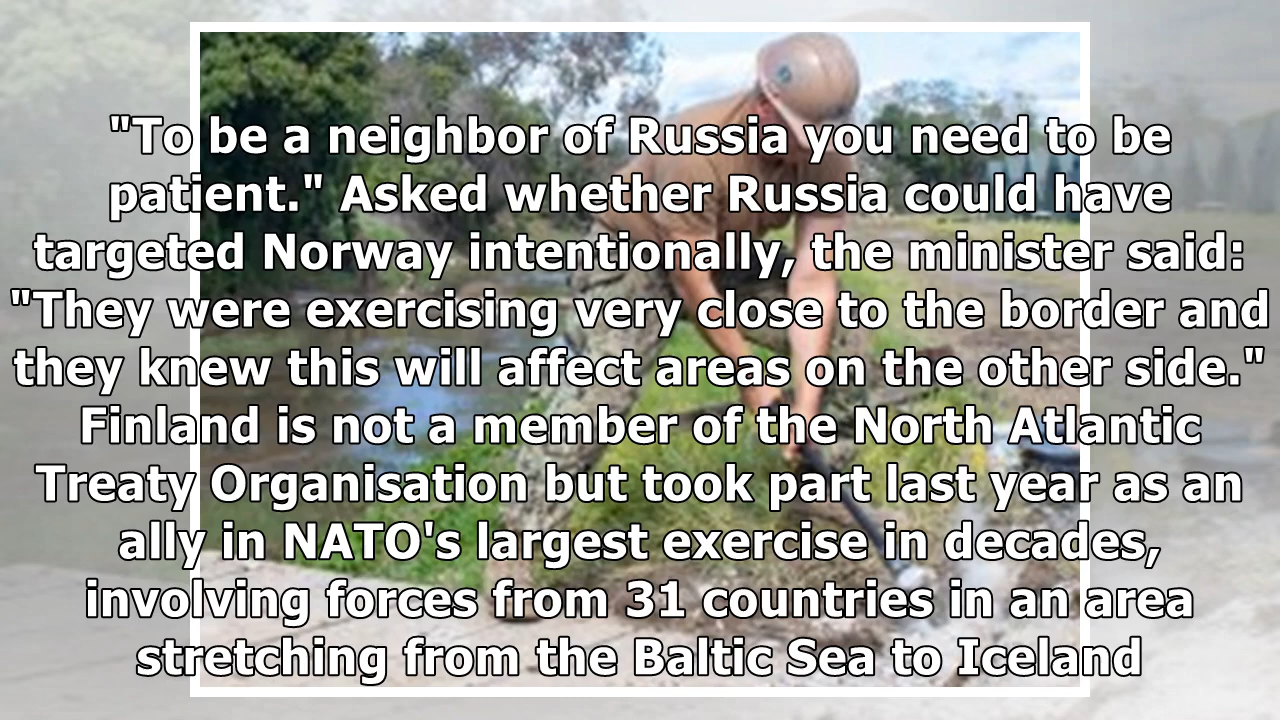 "To be a neighbor of Russia you need to be
patient." Asked whether Russia could have
targeted Norway intentionally, the minister said:
"They were exercising very close to the border and
they knew this will affect areas on the other side."
Finland is not a member of the North Atlantic
Treaty Organisation but took part last year as an
ally in NATO's largest exercise in decades,
involving forces from 31 countries in an area
stretching from the Baltic Sea to Iceland